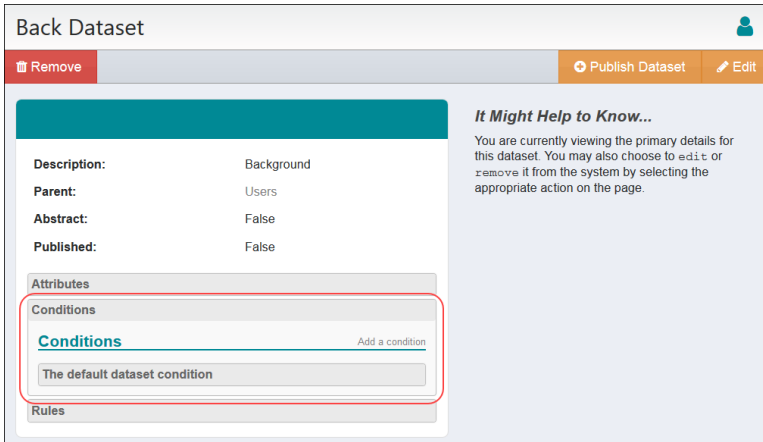 Back Dataset
Remove
Publish Dataset
Edit
It Might Help to Know...
You are currently viewing the primary details for
this dataset. You may also choose to edit or
remove it from the system by selecting the
appropriate action on the page.
Description: Background
Parent: Users
Abstract: False
Published: False
Attributes
Conditions
Conditions Add a condition
The default dataset condition
Rules